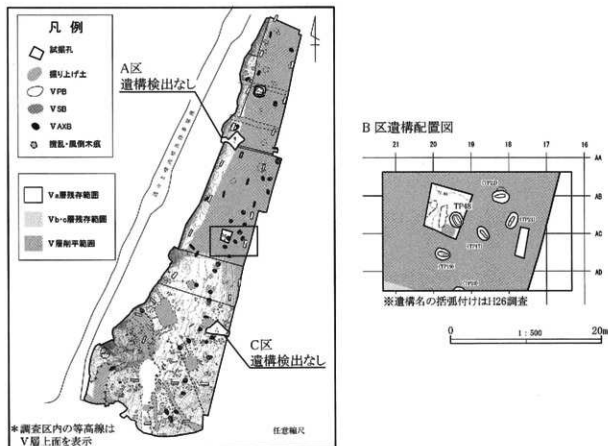 凡 例
試掘孔
掘り上げ土
VPB
VSB
VAXB
攪乱・風倒木痕
Va層残存範囲
Vb-c層残存範囲
V層削平範囲
A区
遺構検出なし
C区
遺構検出なし
*調査区内の等高線は
V層上面を表示
任意縮尺
B区遺構配置図
21
20
19
18
17
AA
AB
AC
AD
TP48
※遺構名の括弧付けはH26調査
0
1:500
20m